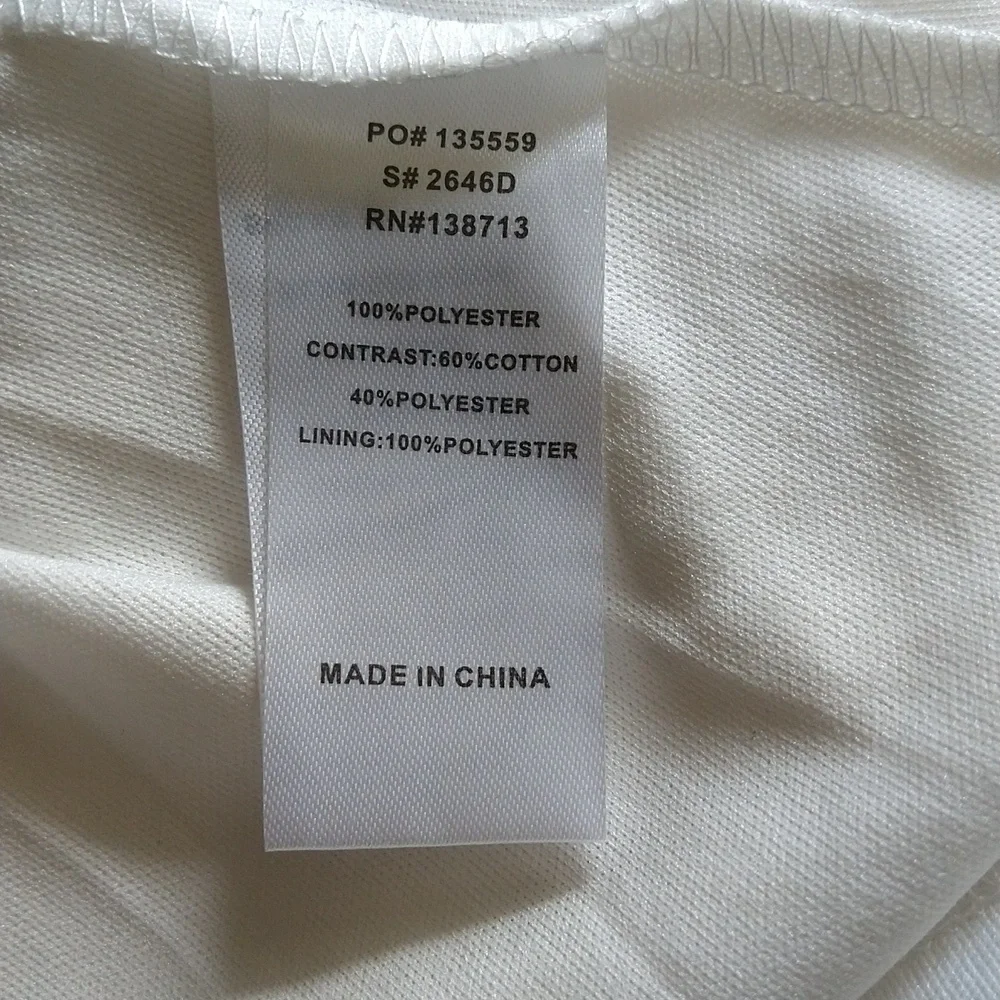 PO# 135559
S# 2646D
RN#138713
100%POLYESTER
CONTRAST:60%COTTON
40%POLYESTER
LINING:100%POLYESTER
MADE IN CHINA